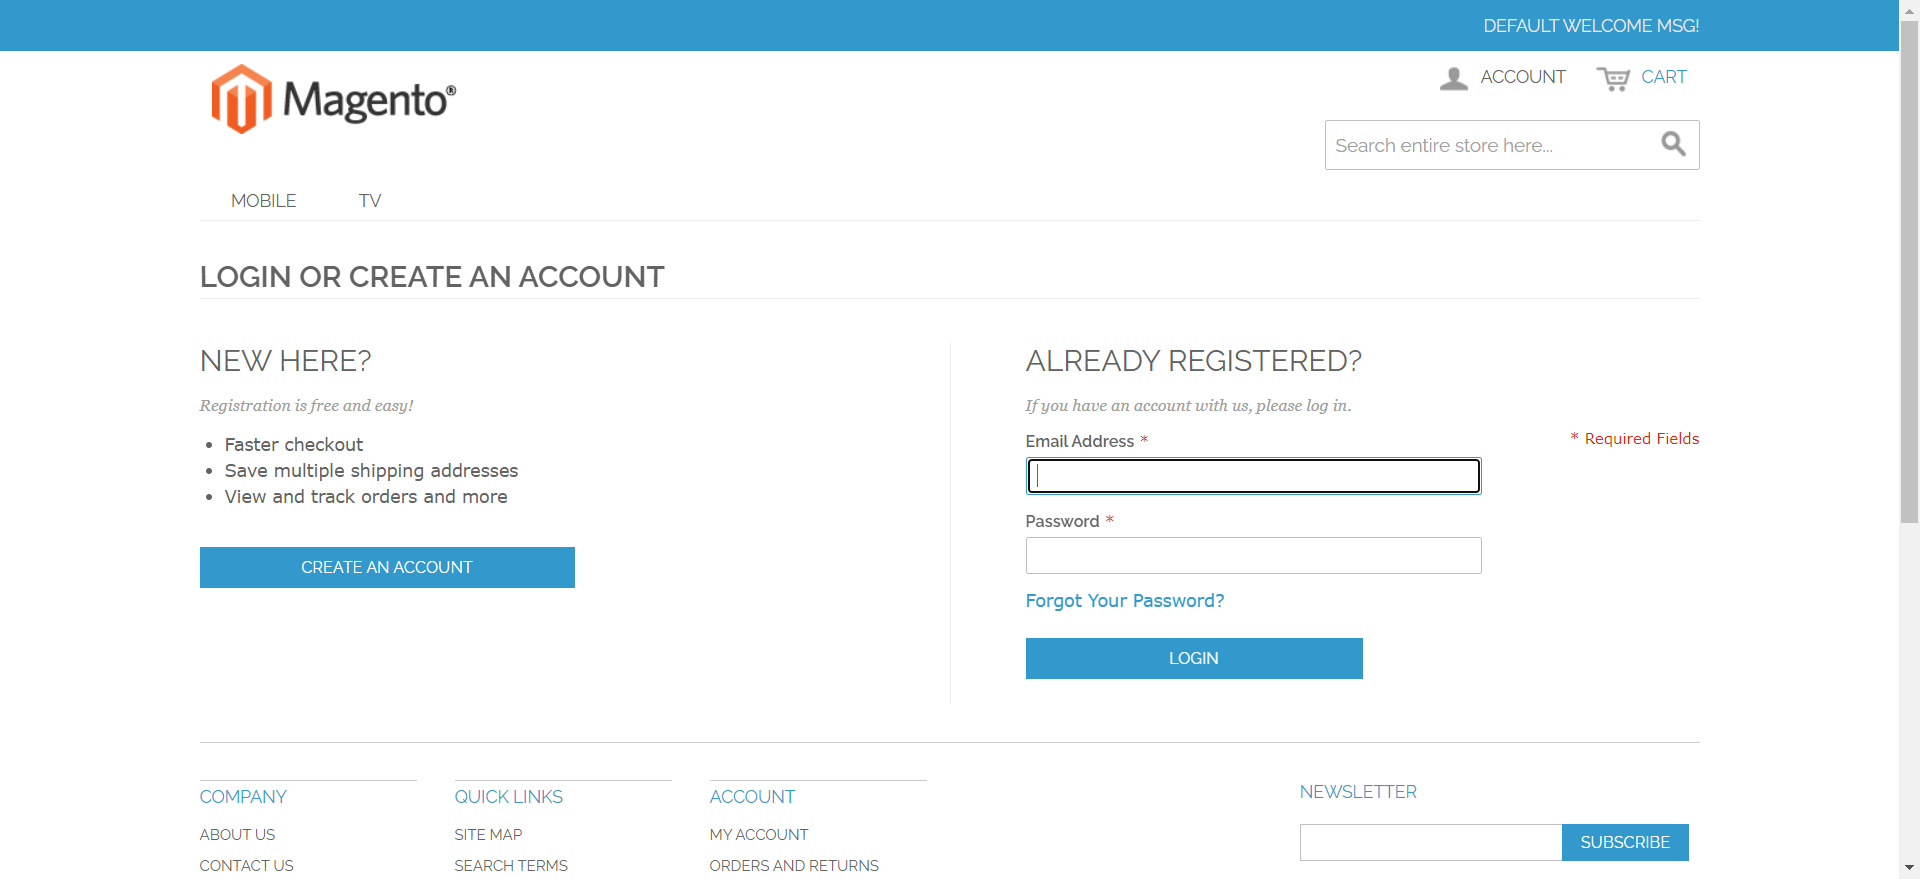 DEFAULT WELCOME MSG!
Magento®
ACCOUNT
CART
Search entire store here...
MOBILE
TV
LOGIN OR CREATE AN ACCOUNT
NEW HERE?
Registration is free and easy!
• Faster checkout
• Save multiple shipping addresses
• View and track orders and more
CREATE AN ACCOUNT
ALREADY REGISTERED?
If you have an account with us, please log in.
* Required Fields
Email Address *
Password *
Forgot Your Password?
LOGIN
COMPANY
ABOUT US
CONTACT US
QUICK LINKS
SITE MAP
SEARCH TERMS
ACCOUNT
MY ACCOUNT
ORDERS AND RETURNS
NEWSLETTER
SUBSCRIBE